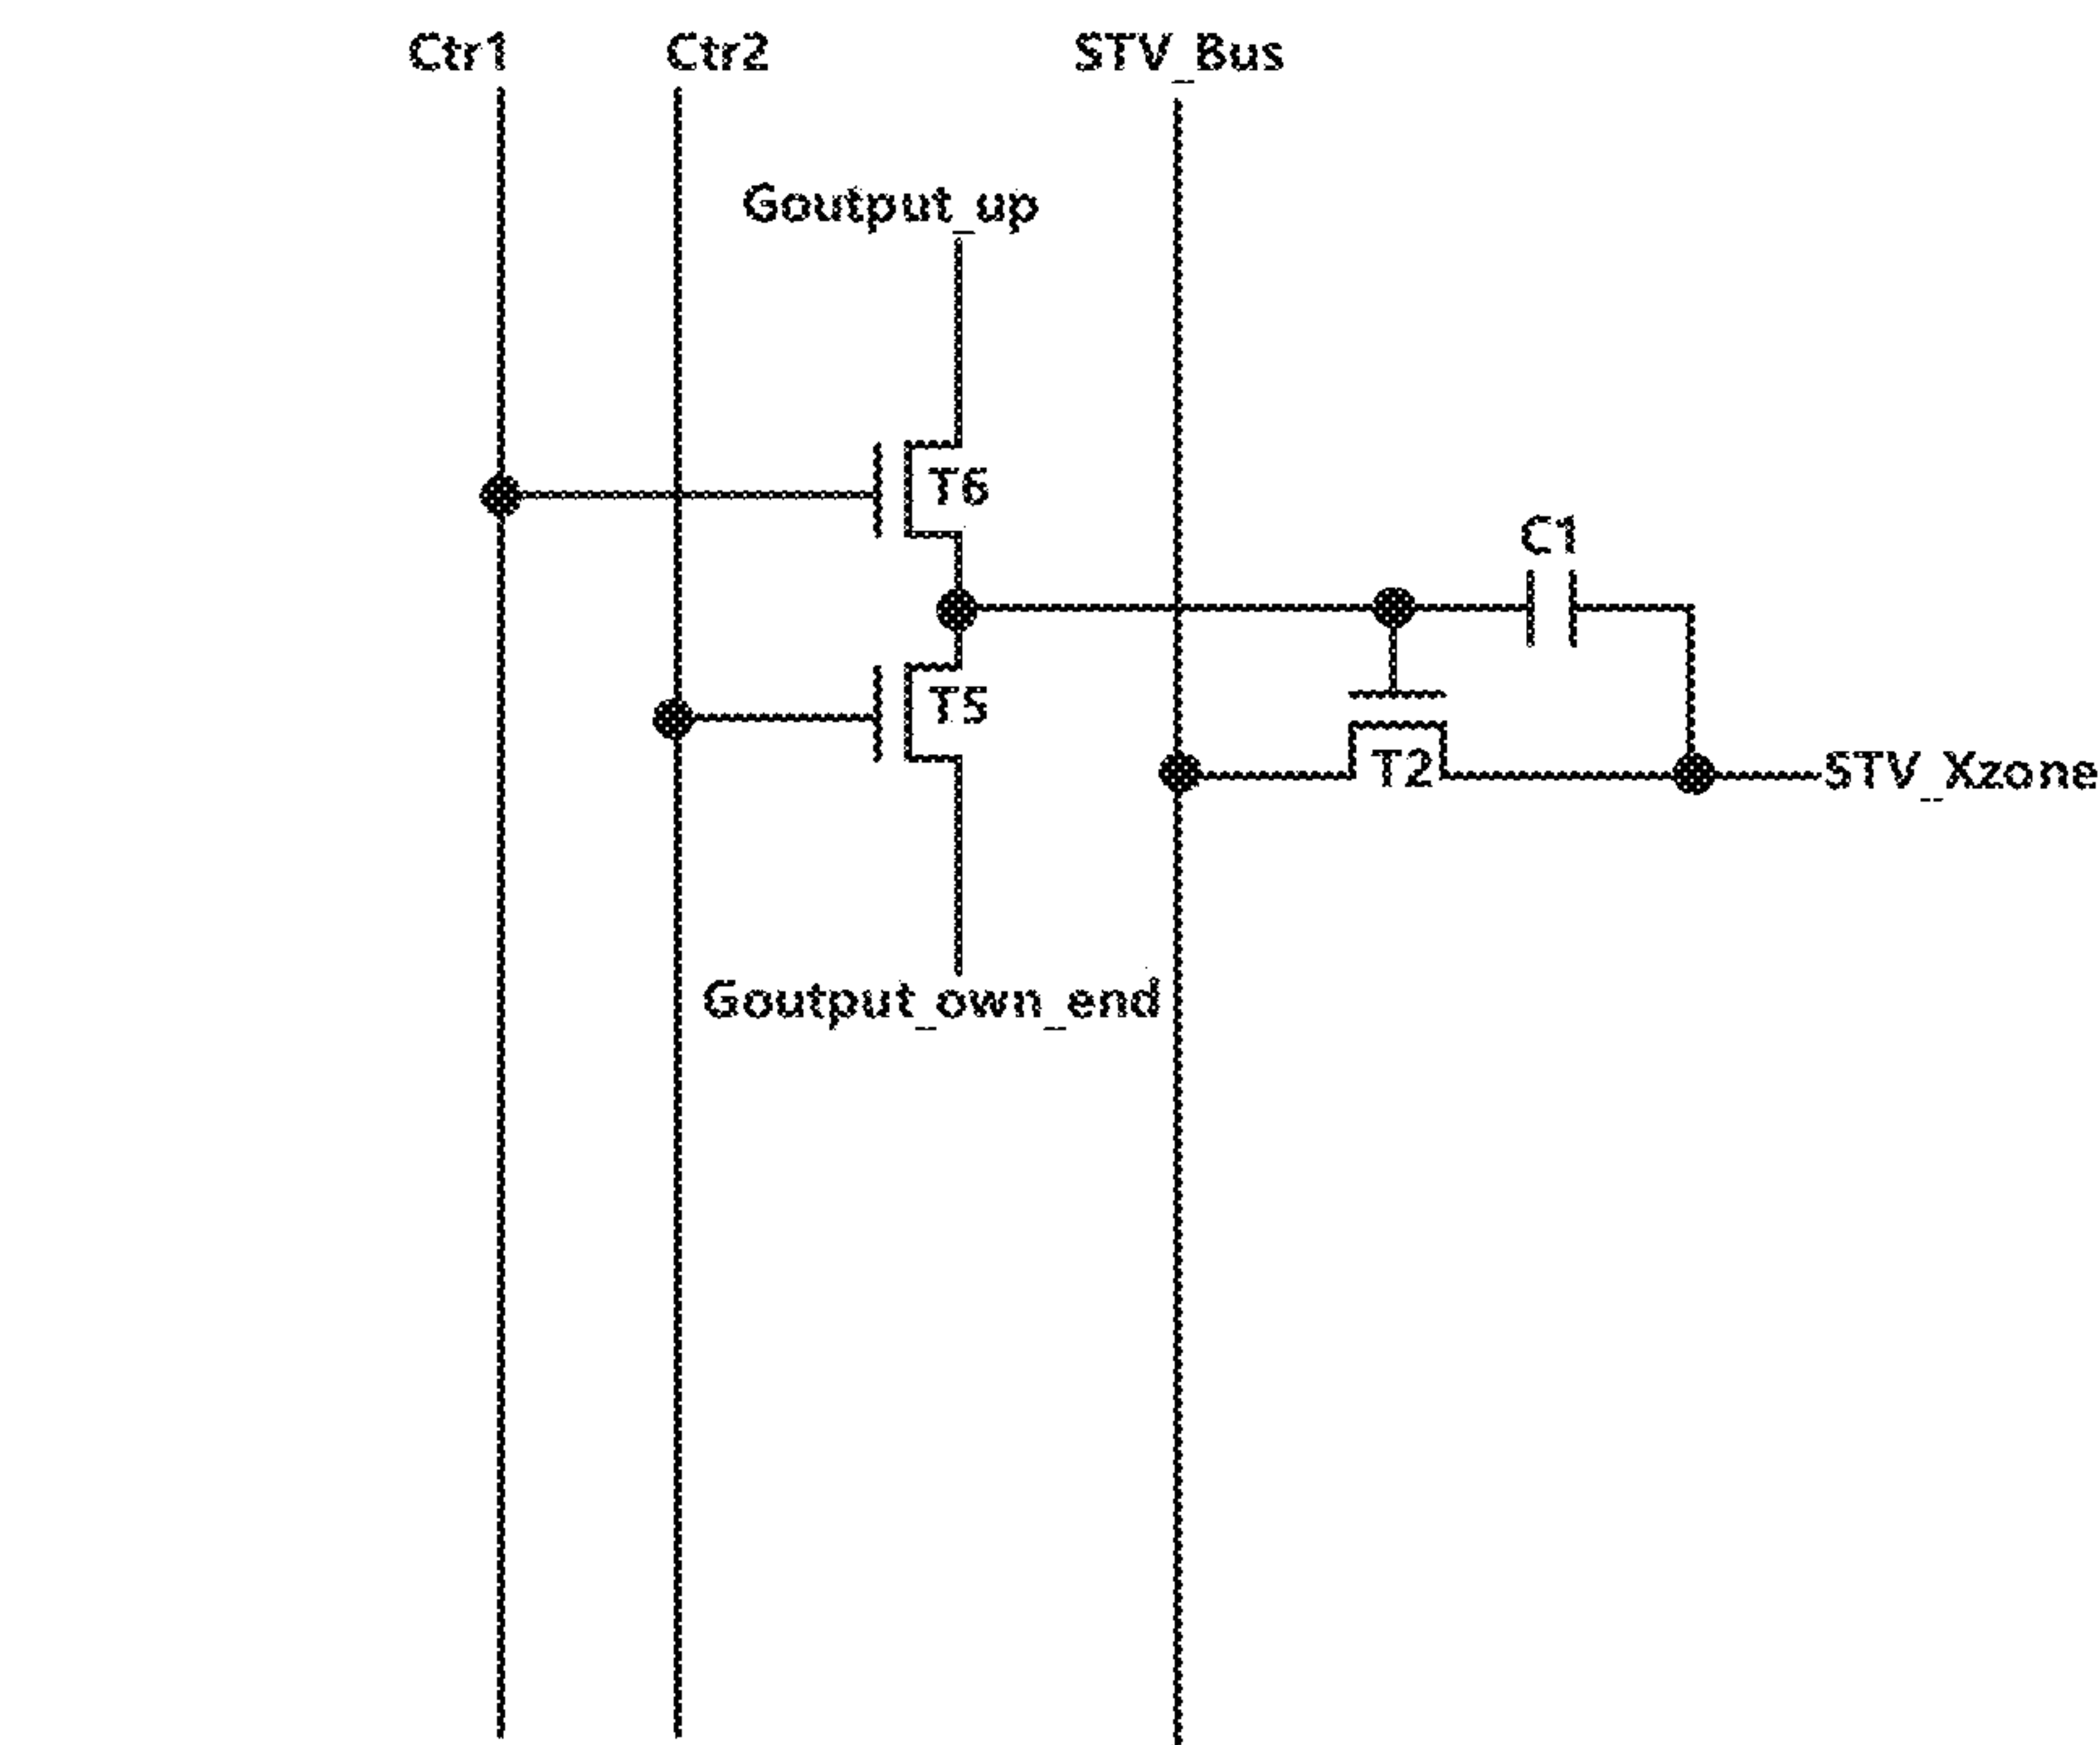 Ctr1 Ctr2 STV_Bus
Goutput_up
T6
C1
T5
T2 STV_Xzone
Goutput_own_end